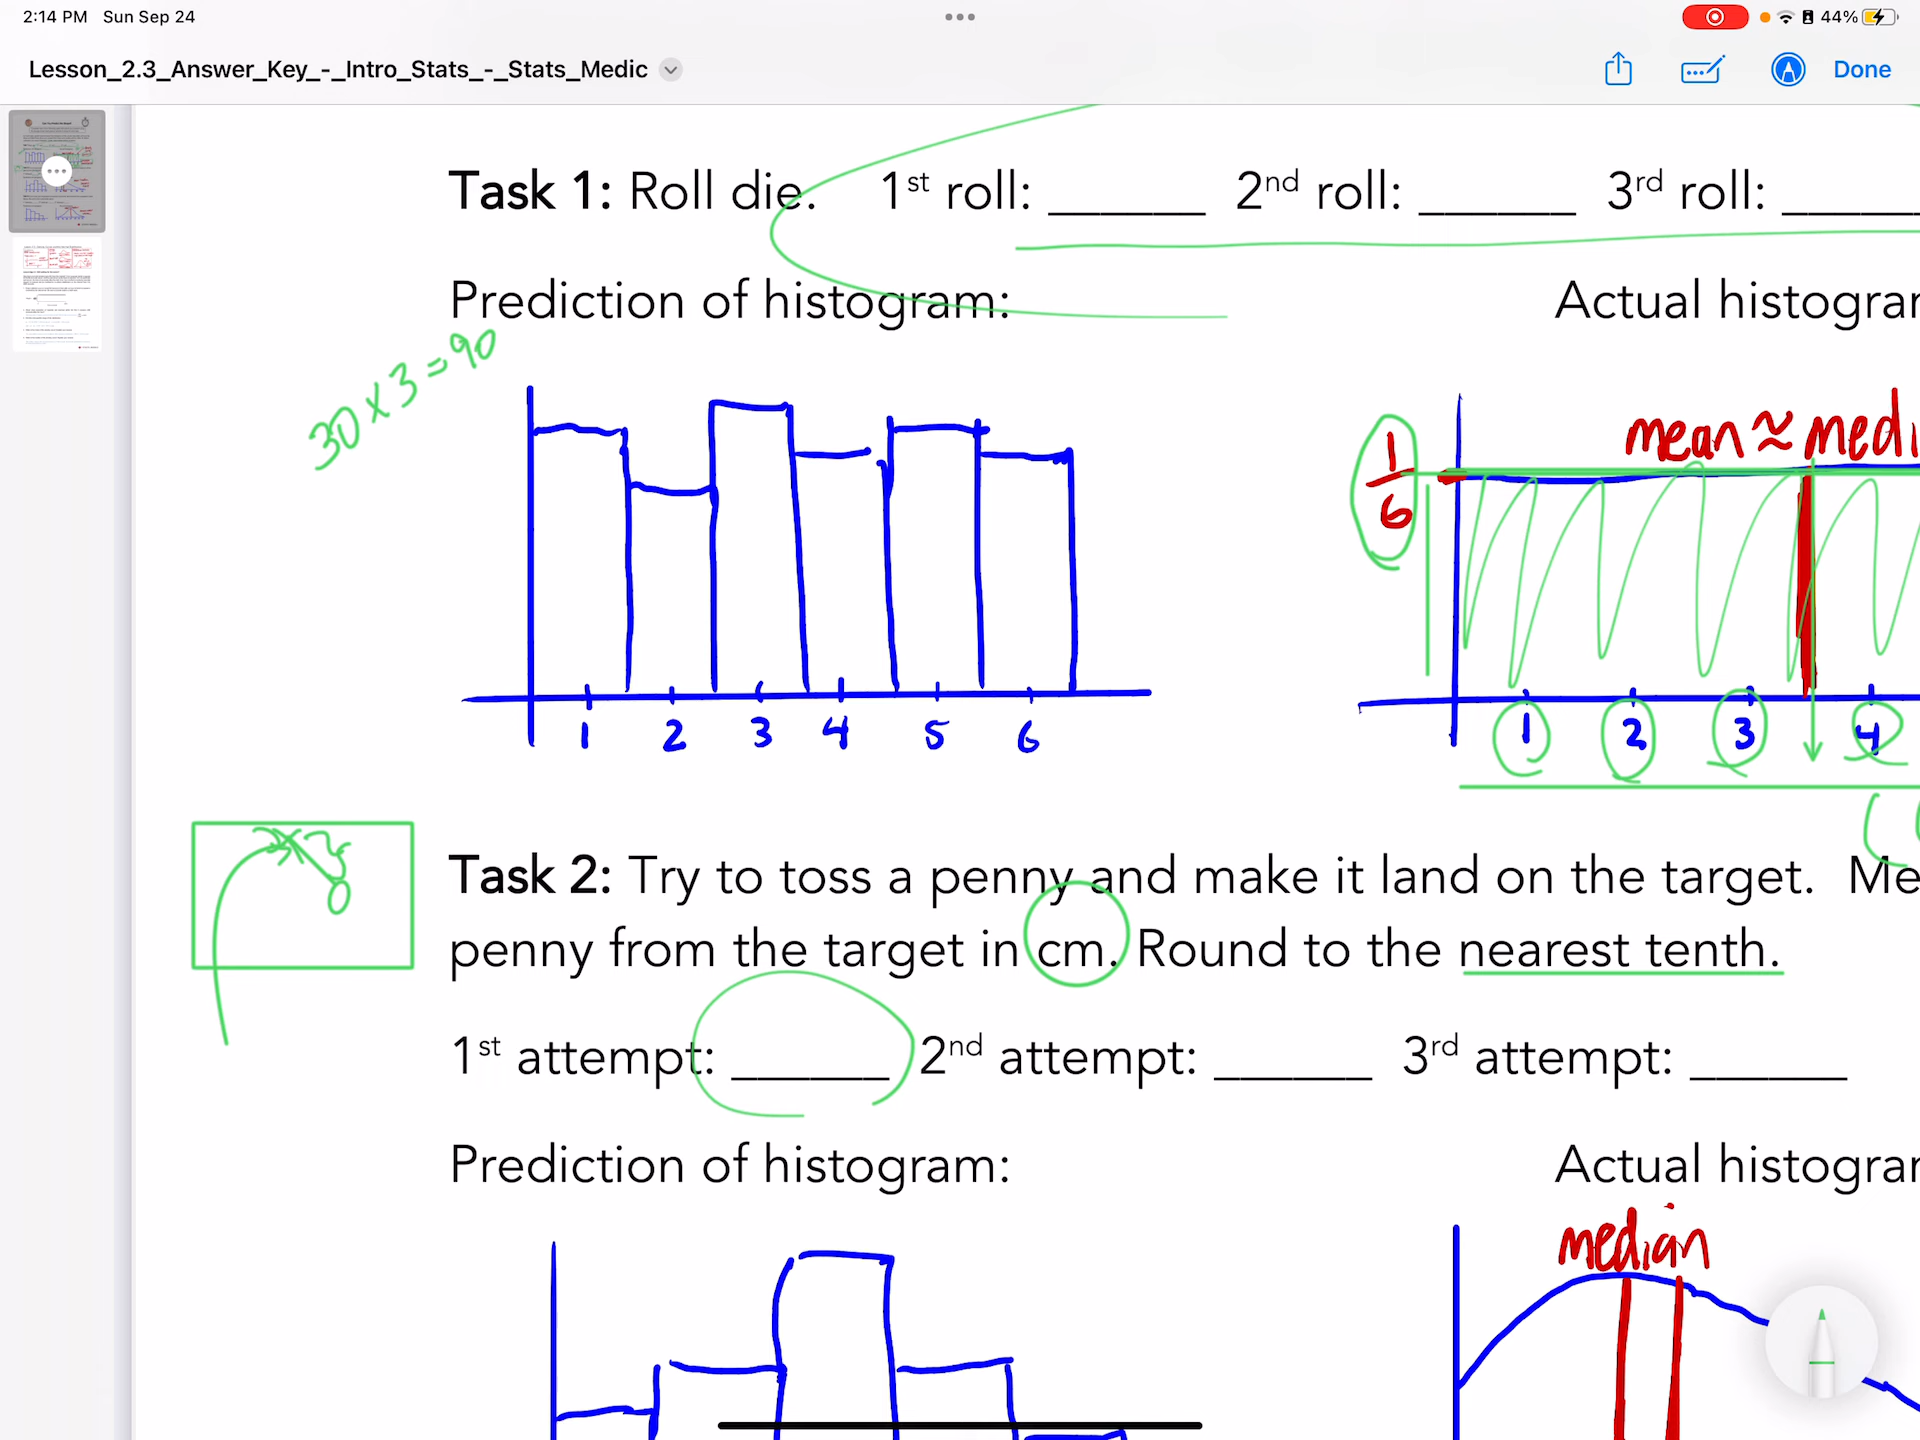 2:14 PM Sun Sep 24
44%
Lesson_2.3_Answer_Key_-_Intro_Stats_-_Stats_Medic
Done
Task 1: Roll die. 1st roll: ______ 2nd roll: ______ 3rd roll: ______
Prediction of histogram:
Actual histogram
30 x 3 = 90
mean ≈ medi
1/6
1 2 3 4 5 6
1 2 3 4
Task 2: Try to toss a penny and make it land on the target. Me
penny from the target in cm. Round to the nearest tenth.
1st attempt: ______ 2nd attempt: ______ 3rd attempt: ______
Prediction of histogram:
Actual histogram
median